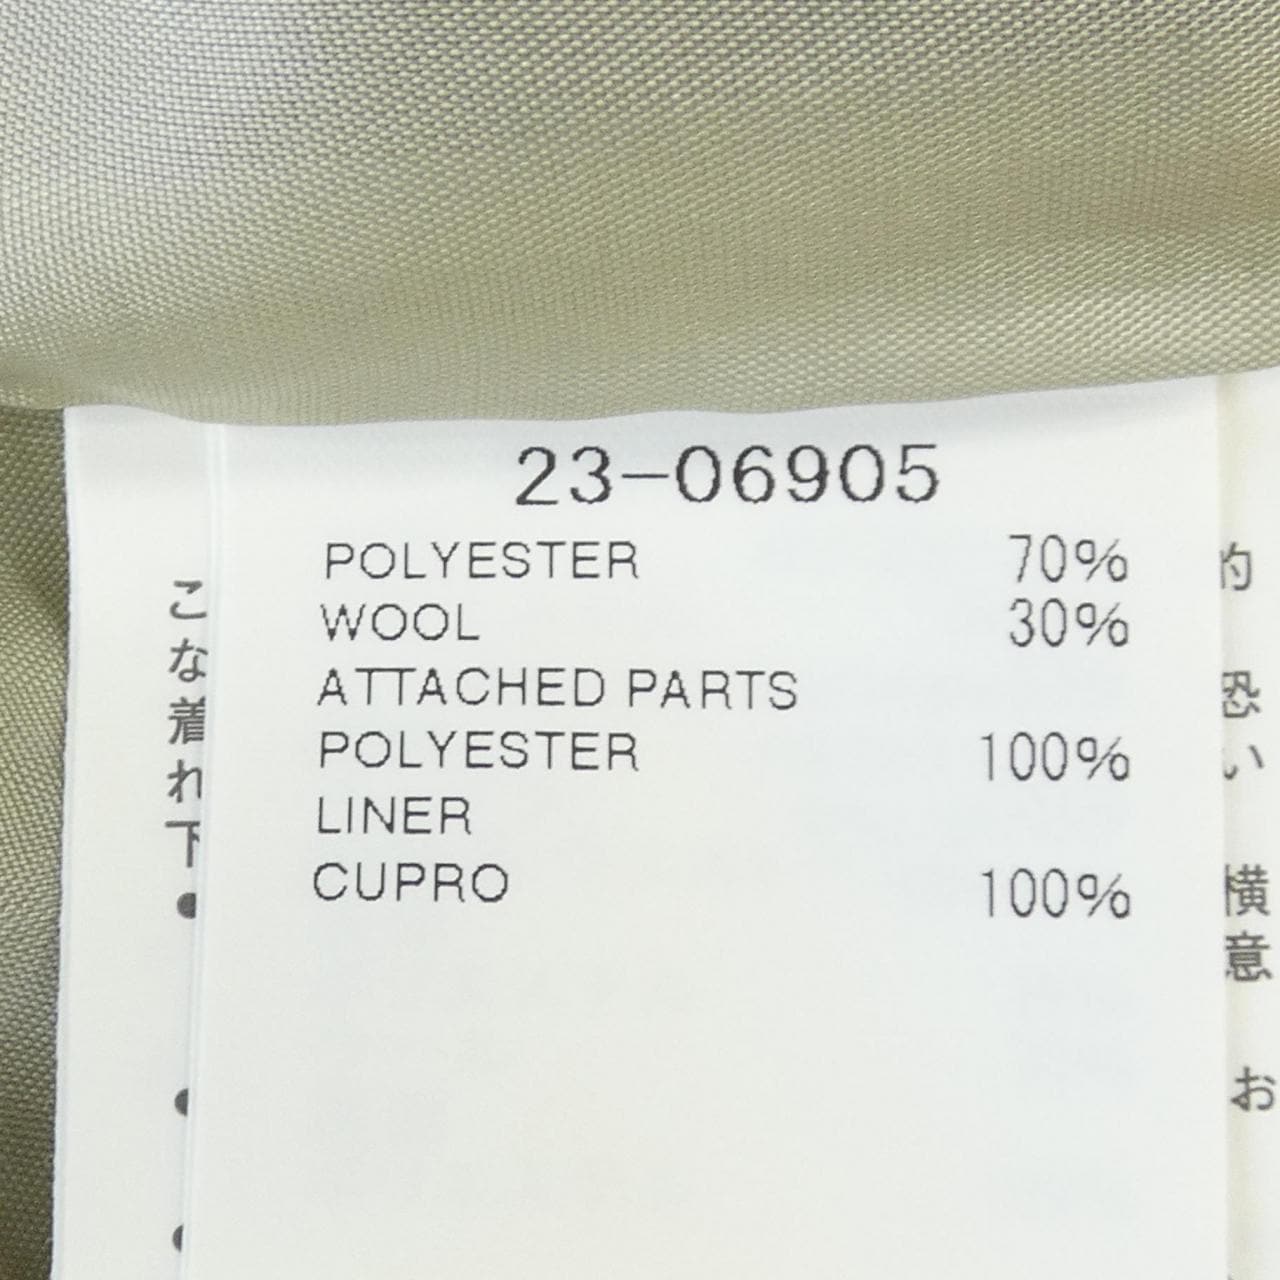 23-06905
POLYESTER 70%
WOOL 30%
ATTACHED PARTS
POLYESTER 100%
LINER
CUPRO 100%
こ
な
着
れ
下
●
●
●
的
恐
い
横
意
お